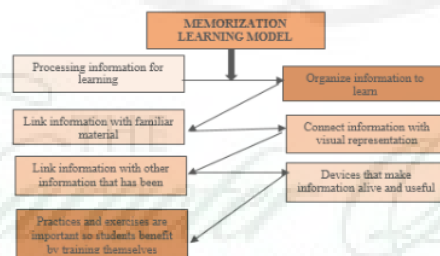 MEMORIZATION
LEARNING MODEL
Processing information for
learning
Organize information to
learn
Link information with familiar
material
Connect information with
visual representation
Link information with other
information that has been
Devices that make
information alive and useful
Practices and exercises are
important so students benefit
by training themselves